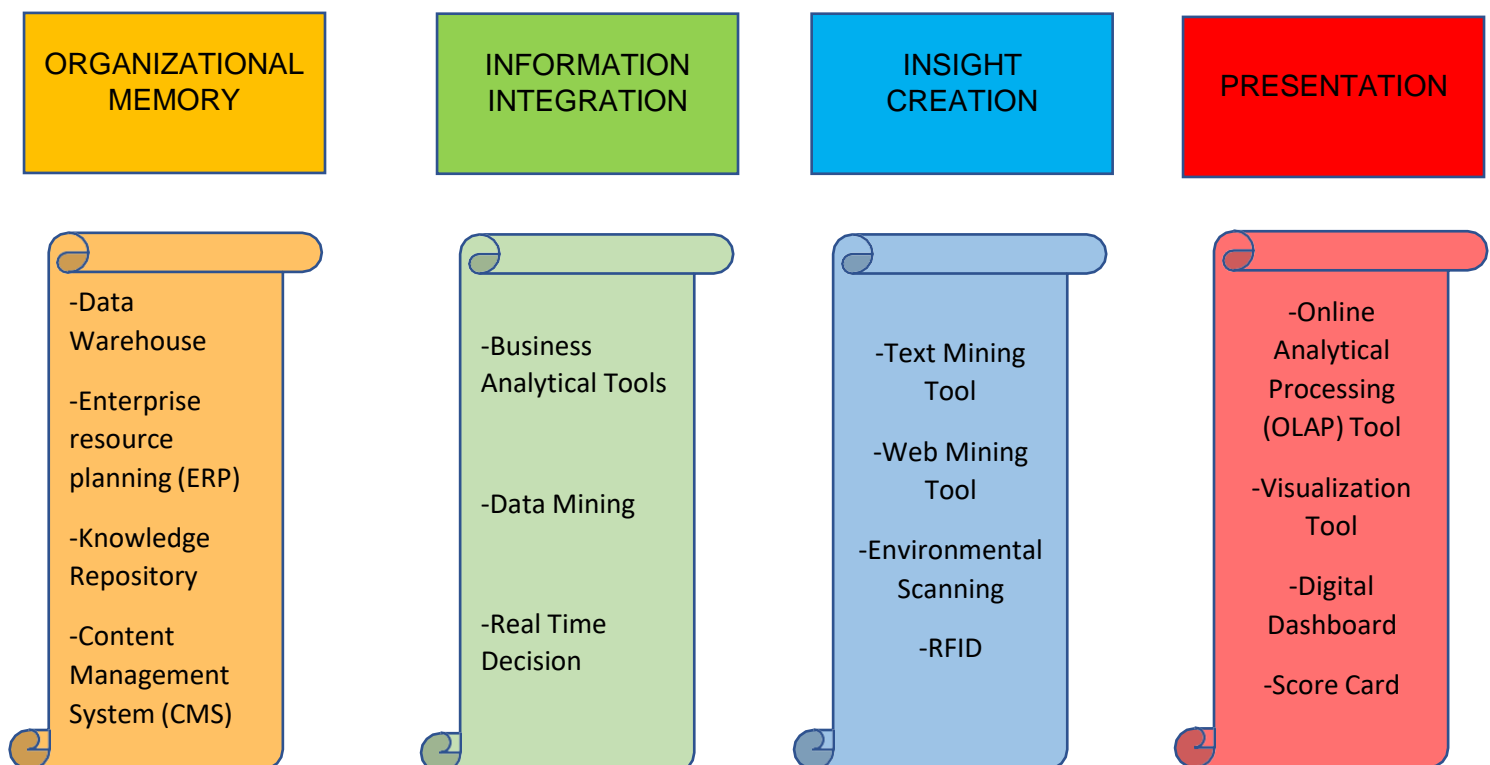 ORGANIZATIONAL
MEMORY
INFORMATION
INTEGRATION
INSIGHT
CREATION
PRESENTATION
-Data
Warehouse
-Enterprise
resource
planning (ERP)
-Knowledge
Repository
-Content
Management
System (CMS)
-Business
Analytical Tools
-Data Mining
-Real Time
Decision
-Text Mining
Tool
-Web Mining
Tool
-Environmental
Scanning
-RFID
-Online
Analytical
Processing
(OLAP) Tool
-Visualization
Tool
-Digital
Dashboard
-Score Card